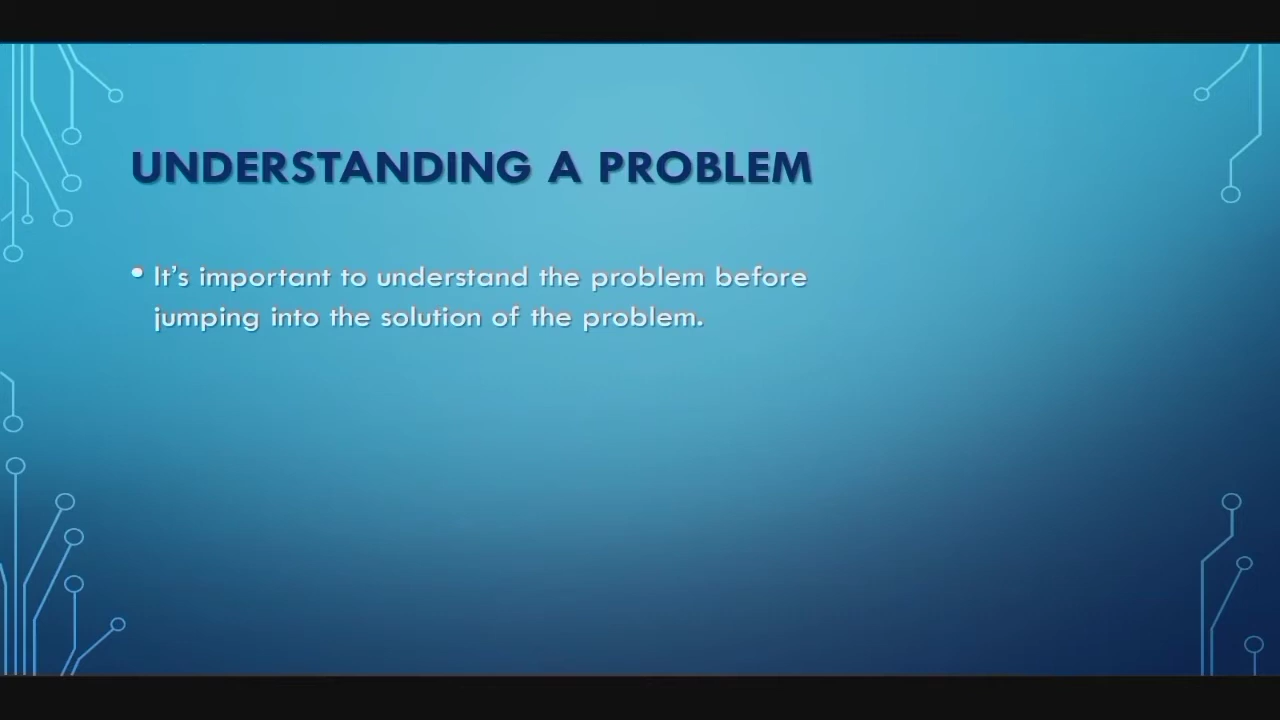 UNDERSTANDING A PROBLEM
• It’s important to understand the problem before
jumping into the solution of the problem.